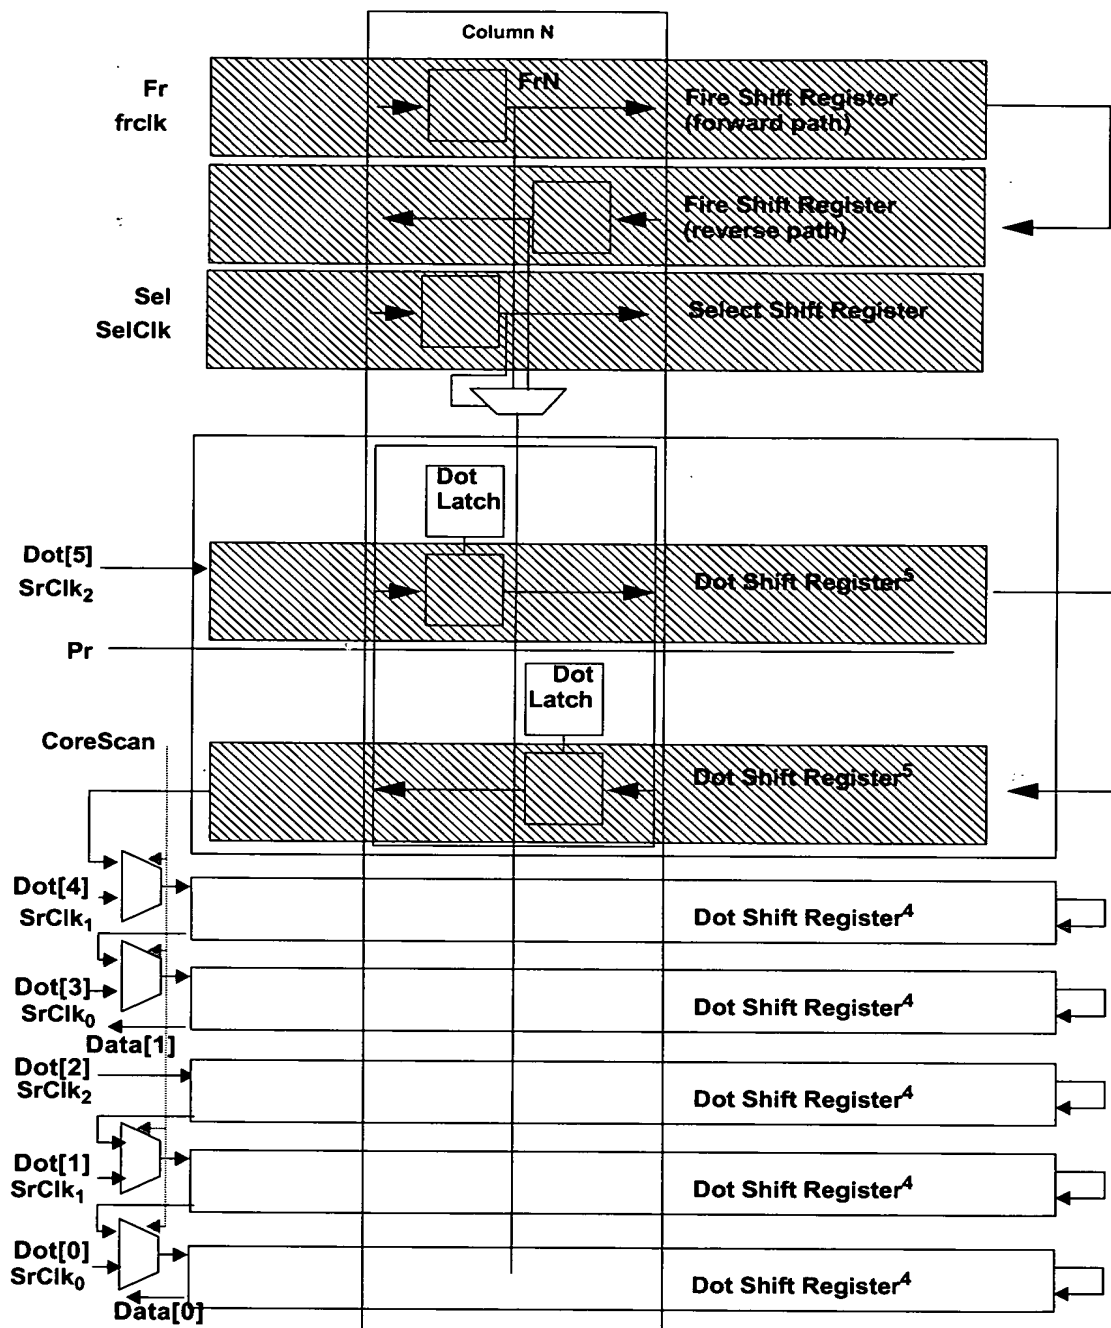 Column N
Fr
frclk
FrN
Fire Shift Register
(forward path)
Fire Shift Register
(reverse path)
Sel
SelClk
Select Shift Register
Dot
Latch
Dot[5]
SrClk2
Dot Shift Register5
Pr
Dot
Latch
CoreScan
Dot Shift Register5
Dot[4]
SrClk1
Dot Shift Register4
Dot[3]
SrClk0
Dot Shift Register4
Data[1]
Dot[2]
SrClk2
Dot Shift Register4
Dot[1]
SrClk1
Dot Shift Register4
Dot[0]
SrClk0
Dot Shift Register4
Data[0]